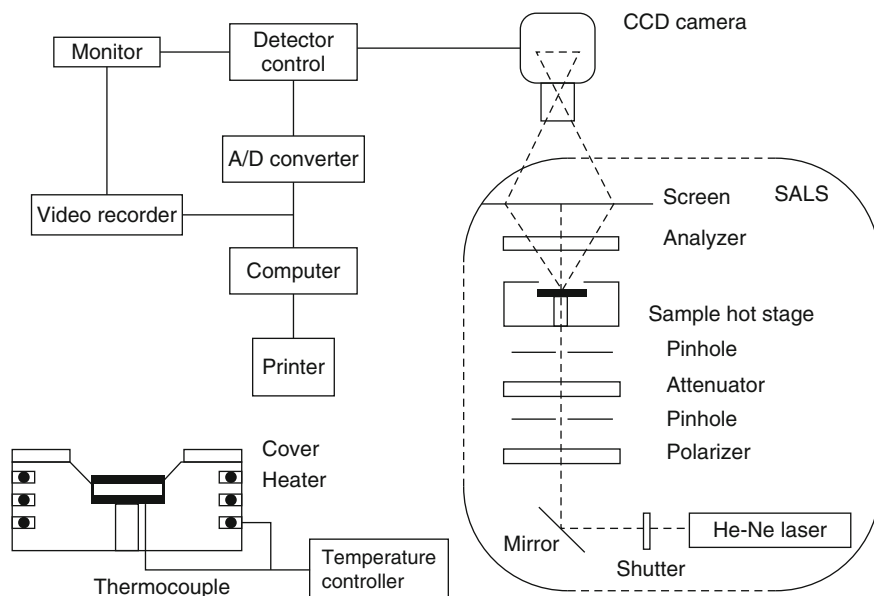 CCD camera
Detector
control
Monitor
A/D converter
Video recorder
Computer
Printer
Screen
SALS
Analyzer
Sample hot stage
Pinhole
Attenuator
Pinhole
Polarizer
He-Ne laser
Mirror
Shutter
Cover
Heater
Temperature
controller
Thermocouple